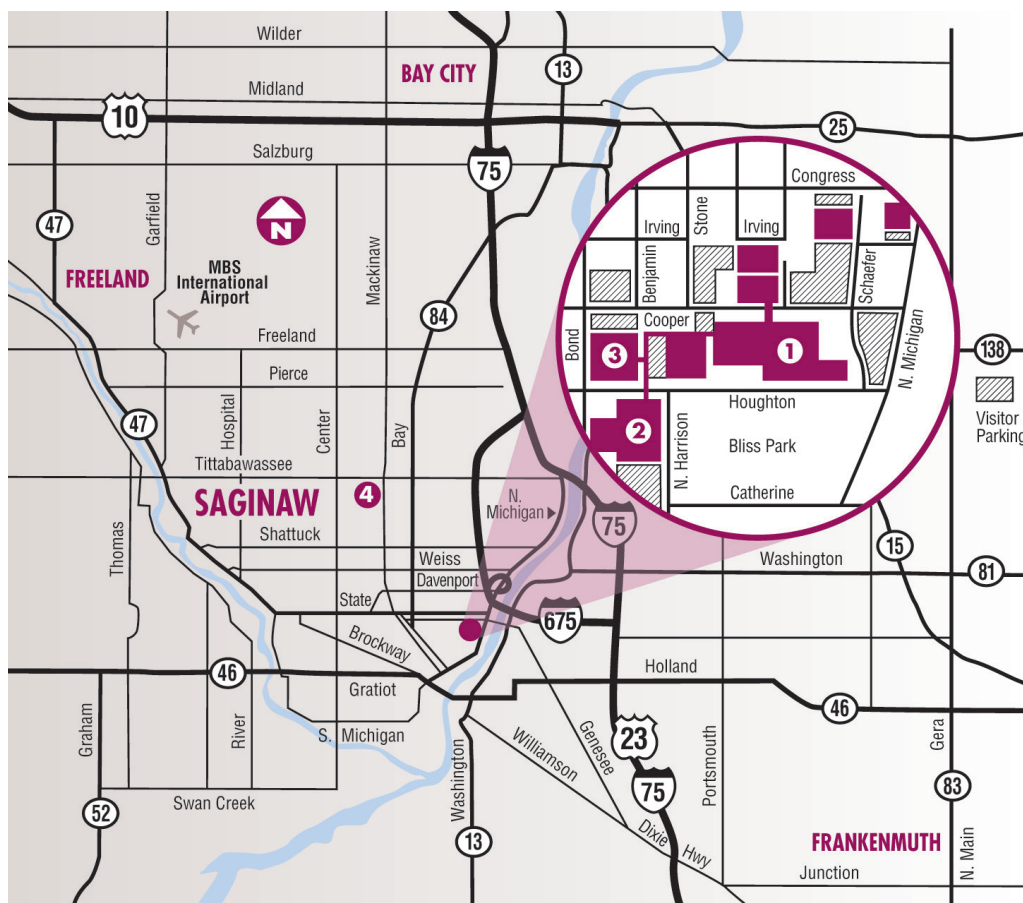 Wilder
BAY CITY
13
Midland
10
25
Salzburg
75
47
Garfield
N
Mackinaw
FREELAND
MBS
International
Airport
84
Freeland
Pierce
47
Hospital
Center
Bay
Tittabawassee
SAGINAW
4
N.
Michigan
Shattuck
Thomas
Weiss
Davenport
State
75
675
Washington
81
15
Brockway
46
Gratiot
Holland
46
Graham
River
S. Michigan
Washington
Williamson
Genesee
23
75
Portsmouth
Gera
83
Swan Creek
52
13
Dixie Hwy
FRANKENMUTH
Junction
N. Main
Congress
Irving
Stone
Irving
Benjamin
Schaefer
Bond
Cooper
N. Michigan
1
3
Houghton
2
N. Harrison
Bliss Park
Catherine
138
Visitor
Parking